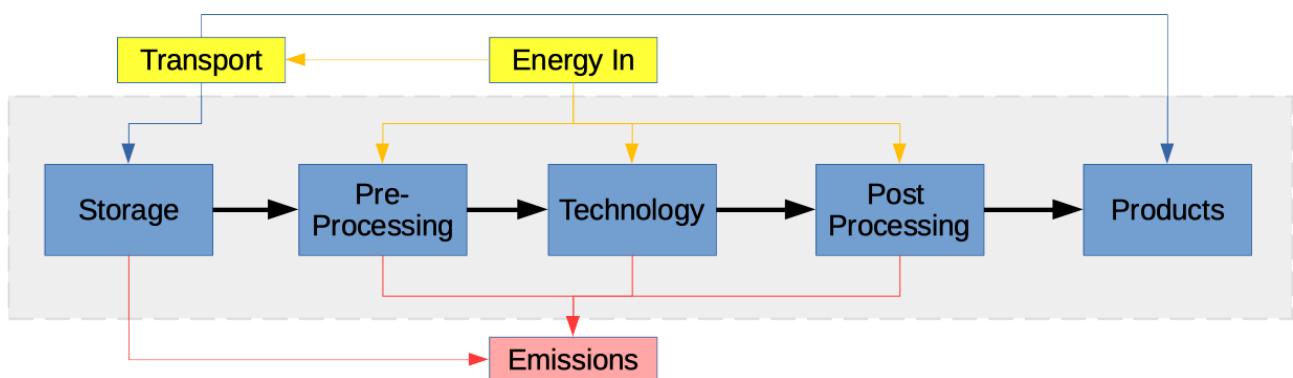 Transport
Energy In
Storage
Pre-
Processing
Technology
Post
Processing
Products
Emissions